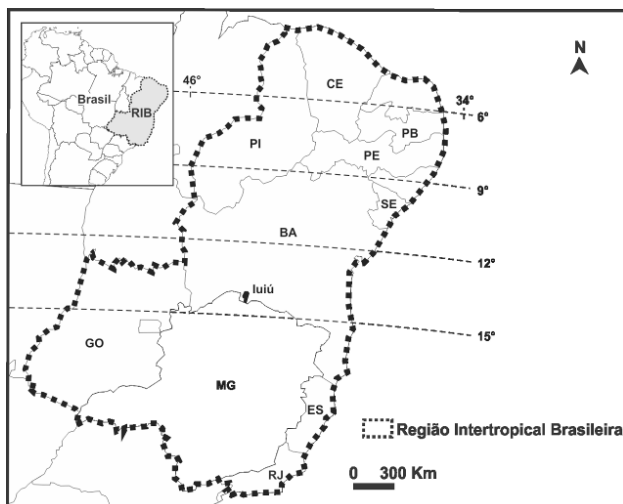 Brasil
RIB
N
46°
34°
CE
6°
PB
PI
PE
9°
SE
BA
12°
Iuiú
15°
GO
MG
ES
Região Intertropical Brasileira
RJ
0 300 Km